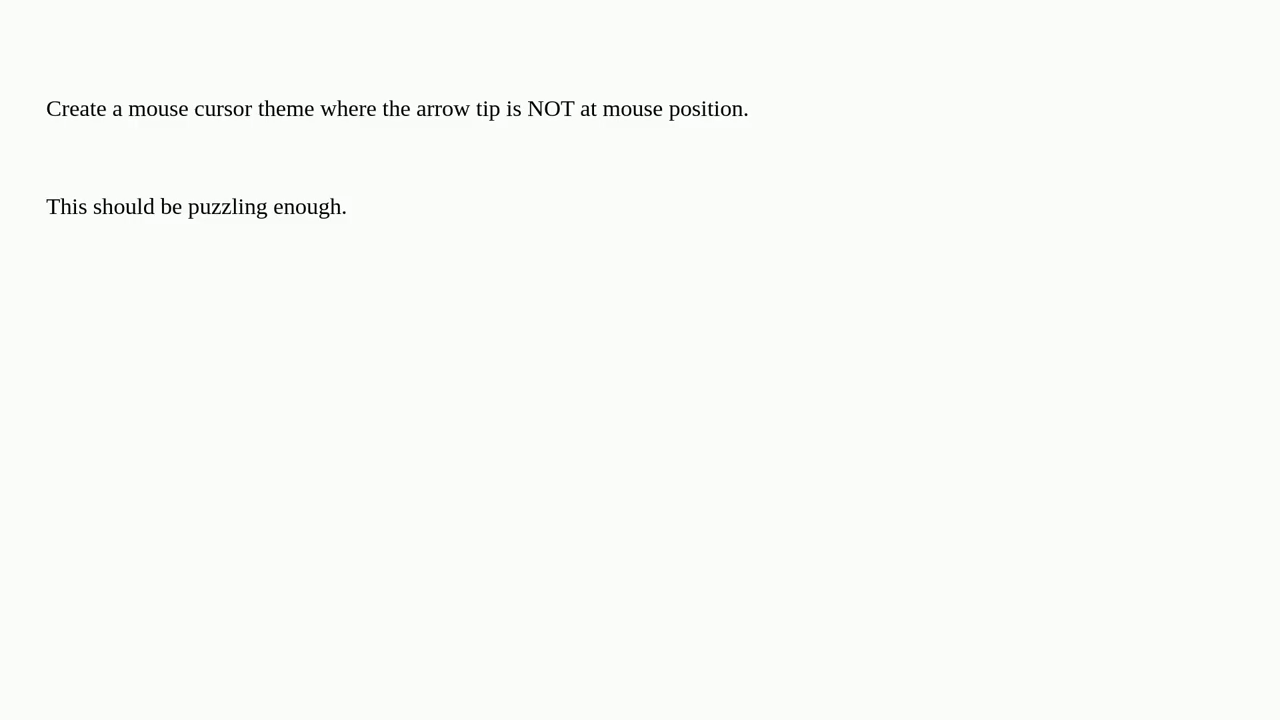 Create a mouse cursor theme where the arrow tip is NOT at mouse position.
This should be puzzling enough.